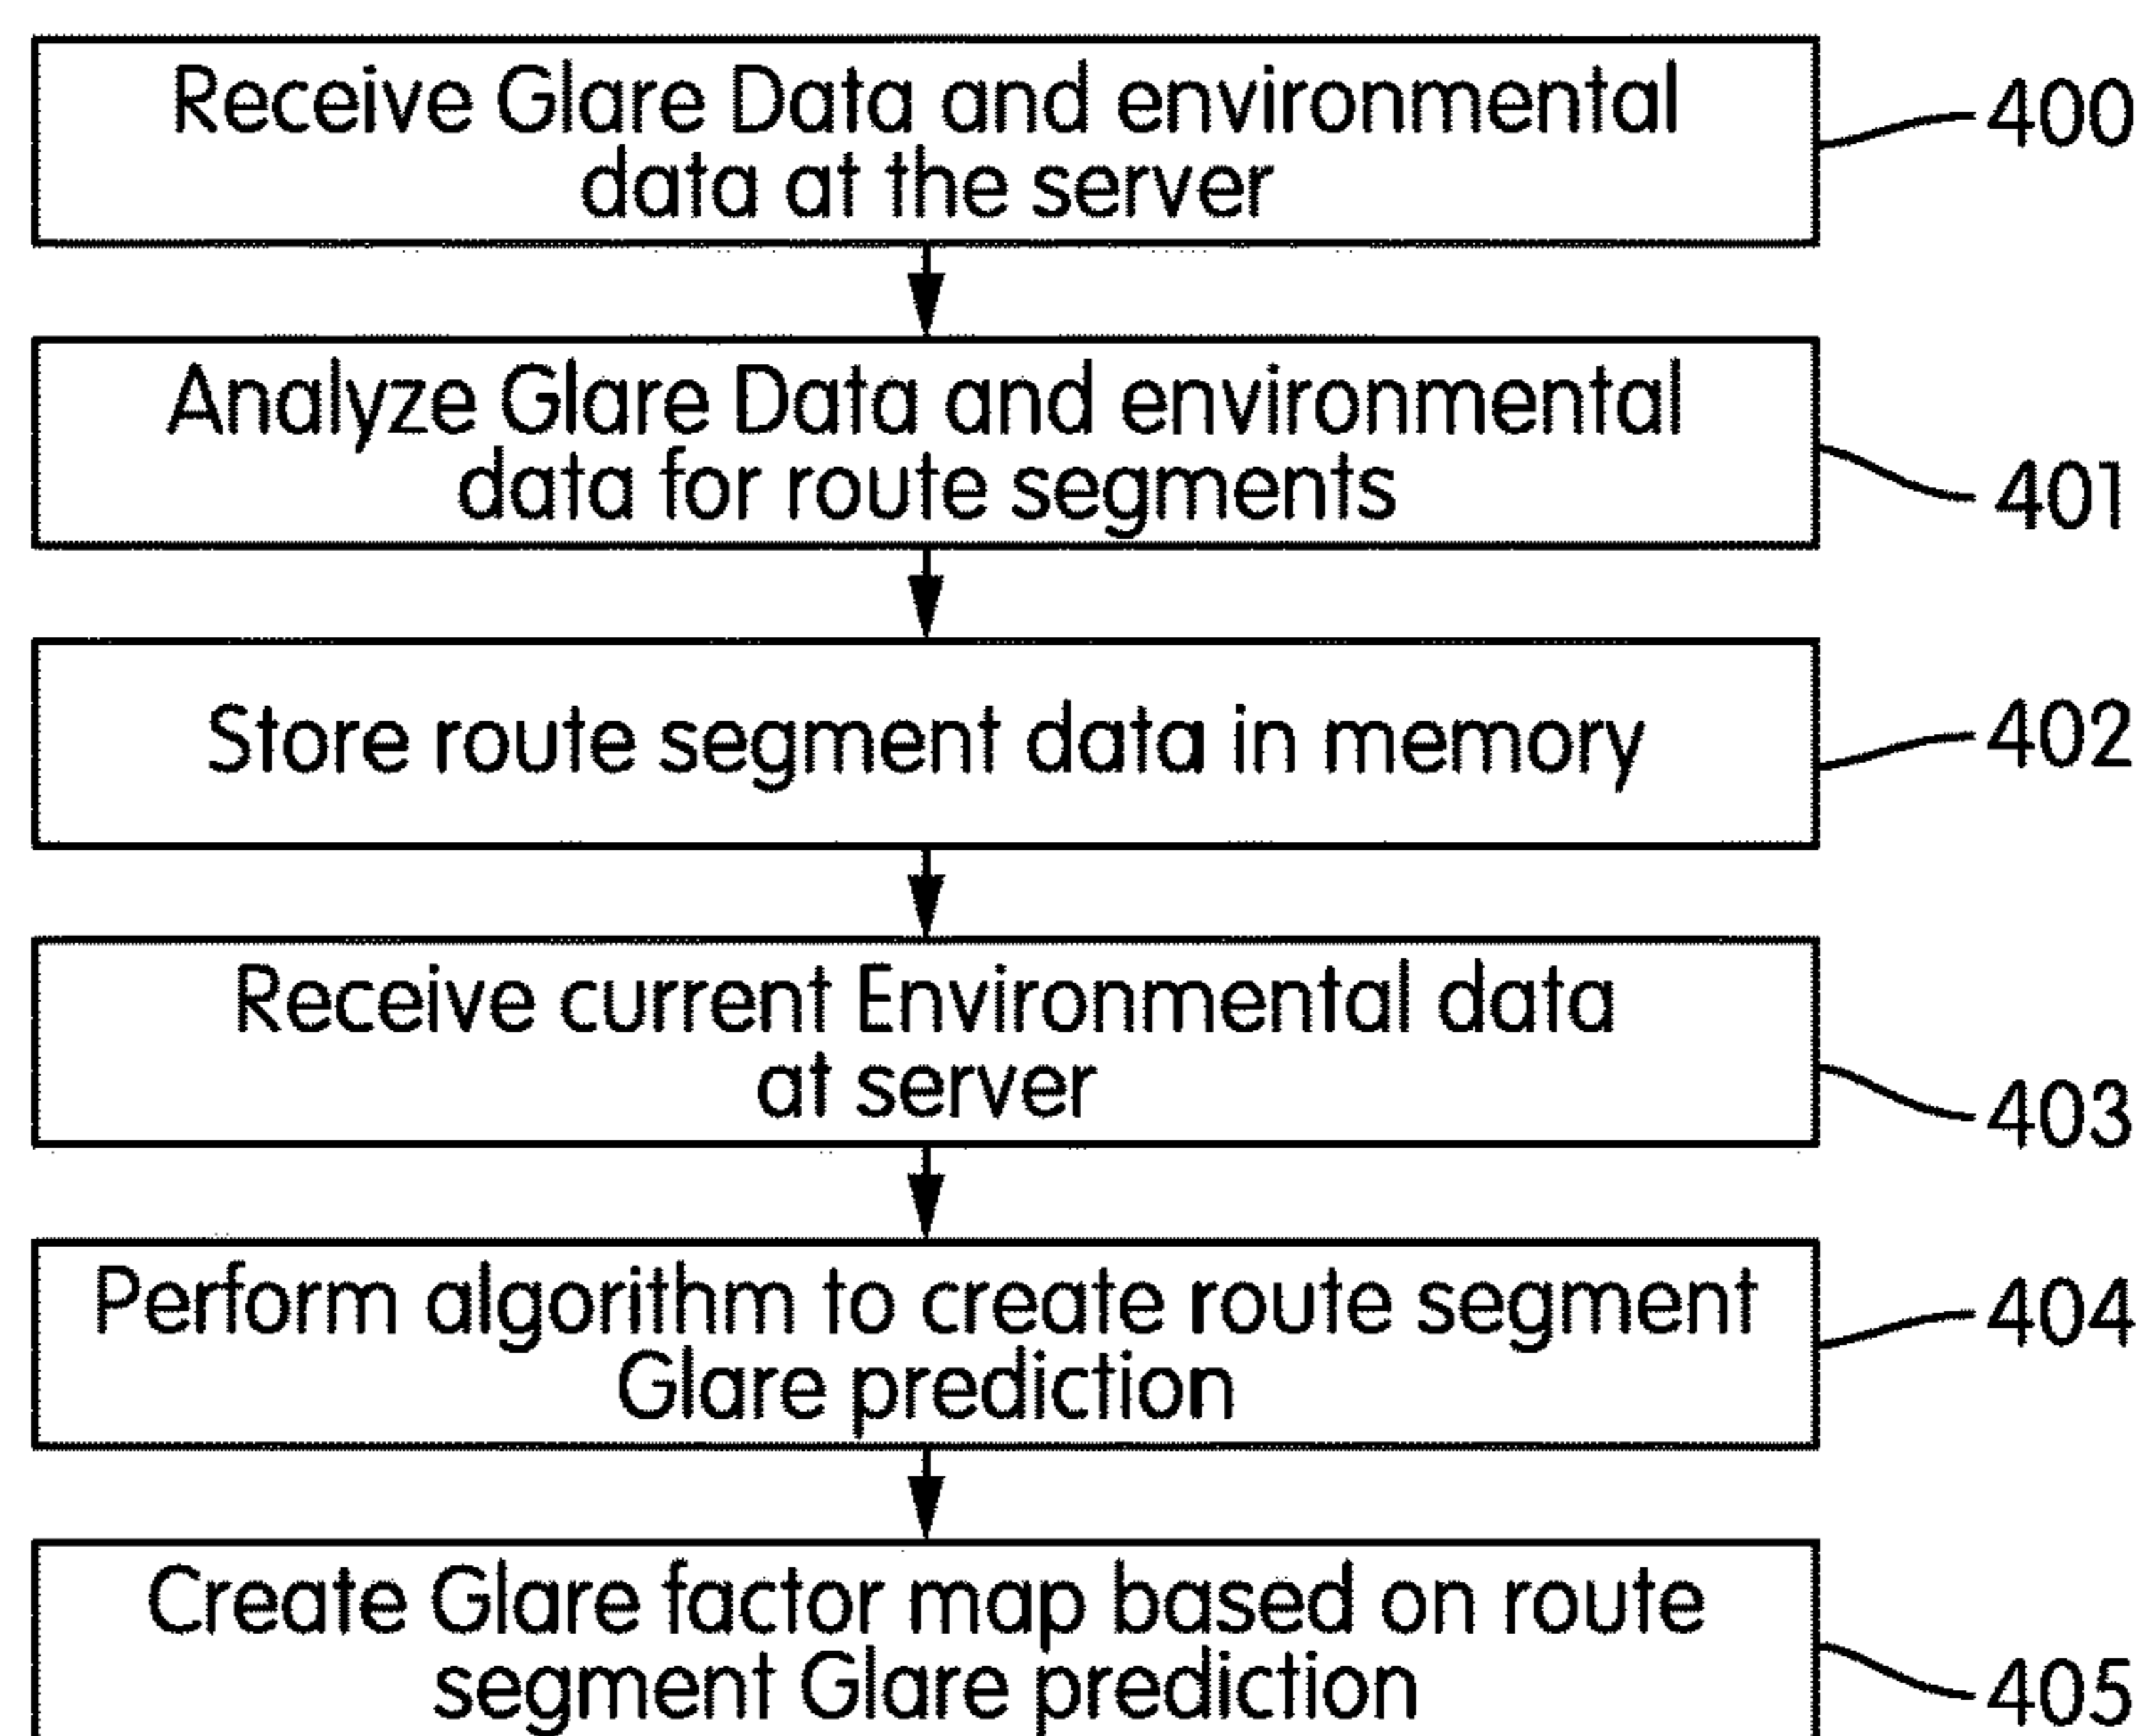 Receive Glare Data and environmental
data at the server
400
Analyze Glare Data and environmental
data for route segments
401
Store route segment data in memory
402
Receive current Environmental data
at server
403
Perform algorithm to create route segment
Glare prediction
404
Create Glare factor map based on route
segment Glare prediction
405